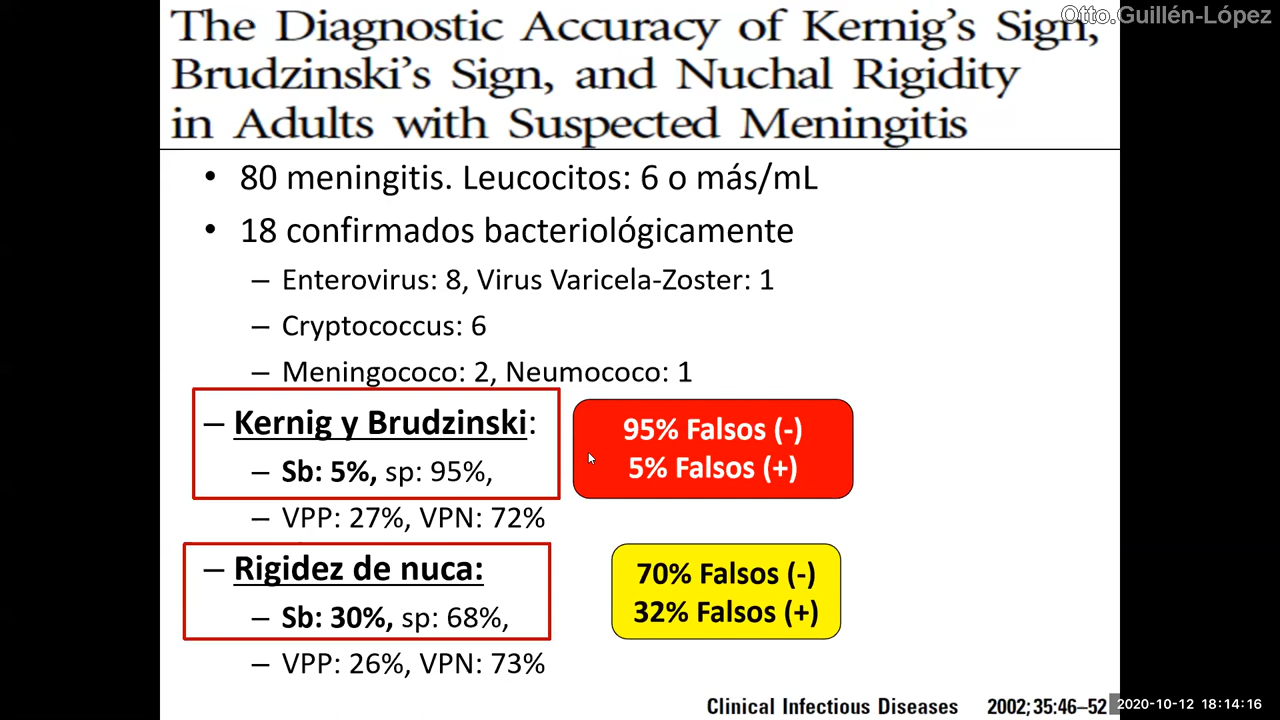 Otto.Guillén-López
The Diagnostic Accuracy of Kernig's Sign,
Brudzinski's Sign, and Nuchal Rigidity
in Adults with Suspected Meningitis
• 80 meningitis. Leucocitos: 6 o más/mL
• 18 confirmados bacteriológicamente
– Enterovirus: 8, Virus Varicela-Zoster: 1
– Cryptococcus: 6
– Meningococo: 2, Neumococo: 1
– Kernig y Brudzinski:
– Sb: 5%, sp: 95%,
– VPP: 27%, VPN: 72%
95% Falsos (-)
5% Falsos (+)
– Rigidez de nuca:
– Sb: 30%, sp: 68%,
– VPP: 26%, VPN: 73%
70% Falsos (-)
32% Falsos (+)
Clinical Infectious Diseases 2002;35:46–52
2020-10-12 18:14:16